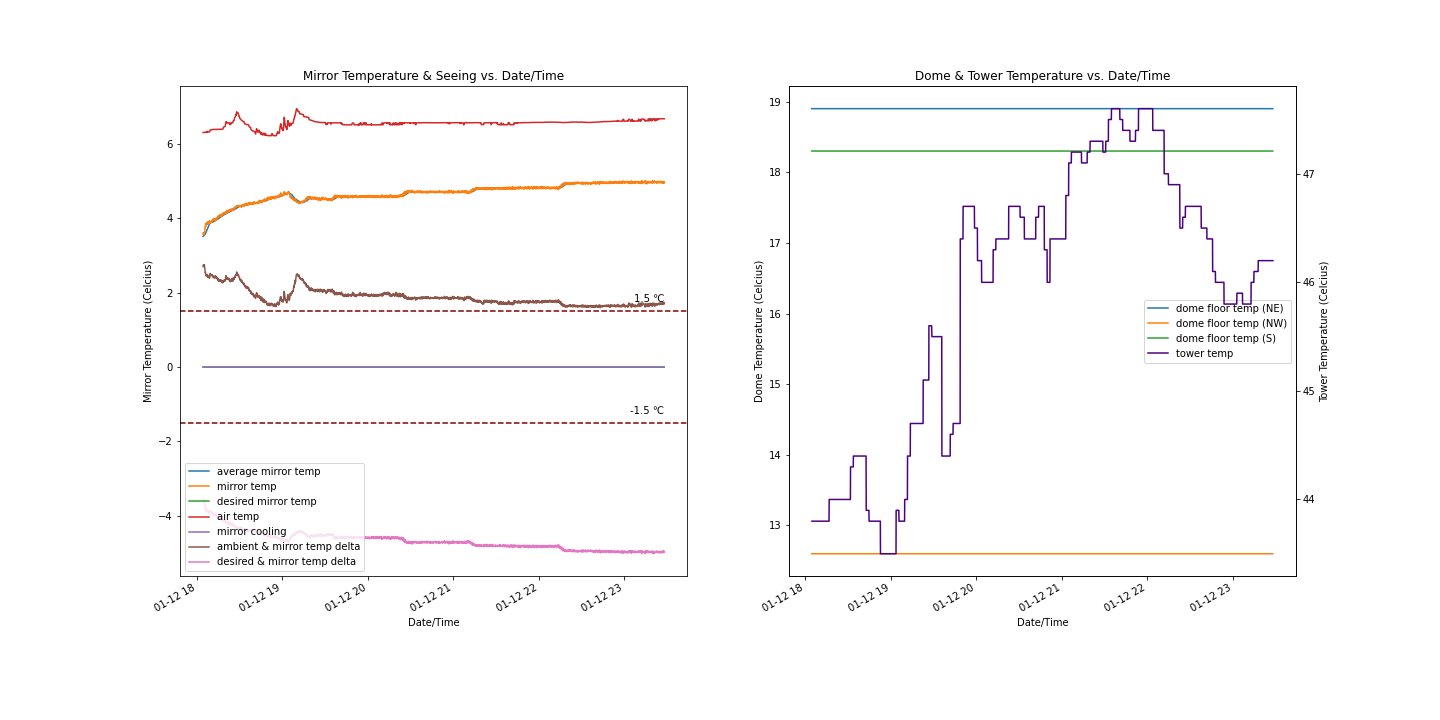 Mirror Temperature & Seeing vs. Date/Time
Mirror Temperature (Celcius)
6
4
2
0
−2
−4
1.5 °C
-1.5 °C
average mirror temp
mirror temp
desired mirror temp
air temp
mirror cooling
ambient & mirror temp delta
desired & mirror temp delta
01-12 18
01-12 19
01-12 20
01-12 21
01-12 22
01-12 23
Date/Time
Dome & Tower Temperature vs. Date/Time
Dome Temperature (Celcius)
19
18
17
16
15
14
13
dome floor temp (NE)
dome floor temp (NW)
dome floor temp (S)
tower temp
47
46
45
44
Tower Temperature (Celcius)
01-12 18
01-12 19
01-12 20
01-12 21
01-12 22
01-12 23
Date/Time